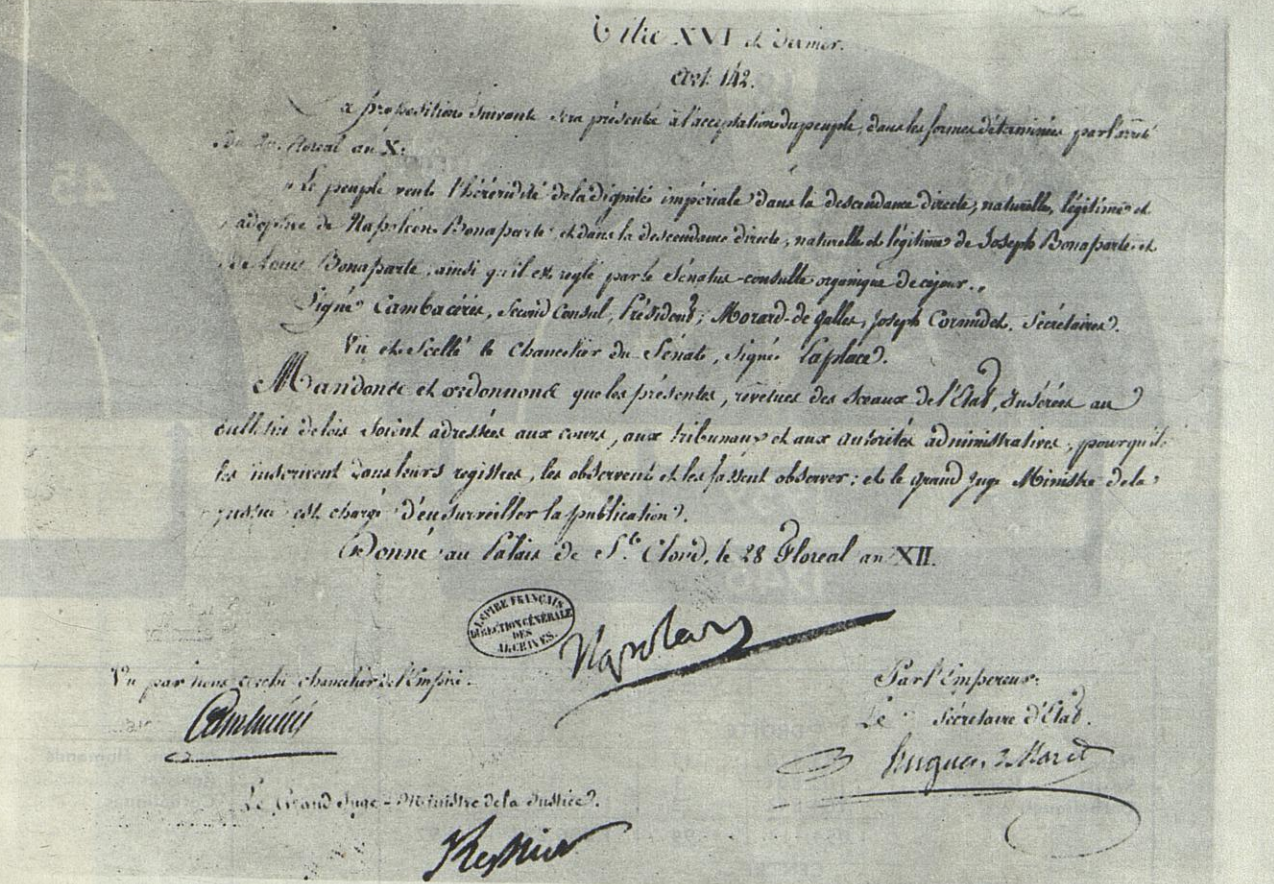 Titre XVI et dernier.
Art. 142.
La proposition suivante sera présentée à l'acceptation du peuple, dans les formes déterminées par l'arrêté
du 20 floreal an X:
"Le peuple veut l'hérédité de la dignité impériale dans la descendance directe, naturelle, légitime et
adoptive de Napoléon Bonaparte, et dans la descendance directe, naturelle et légitime de Joseph Bonaparte et
de Louis Bonaparte, ainsi qu'il est reglé par le Sénatus-consulte organique de ce jour."
Signé Cambacérès, Second Consul, Président; Morard-de galles, Joseph Cornudet, Sécrétaires.
Vu et scellé le Chancelier du Sénat, Signé Laplace.
Mandons et ordonnons que les présentes, revêtues des sceaux de l'Etat, Insérées au
bulletin de lois soient adressées aux cours, aux tribunaux et aux autorités administratives, pourqu'ils
les inscrivent dans leurs registres, les observent et les fassent observer; et le grand Juge Ministre de la
justice est chargé d'en surveiller la publication.
Donné au Palais de St. Cloud, le 28 Floreal an XII.
EMPIRE FRANÇAIS
DIRECTION GÉNÉRALE
DES
ARCHIVES.
Napoleon
Vu par nous archi-chancelier de l'Empire.
Cambacérès
Par l'Empereur:
Le Sécretaire d'Etat.
Hugues B. Maret
Le Grand Juge-Ministre de la Justice.
Regnier